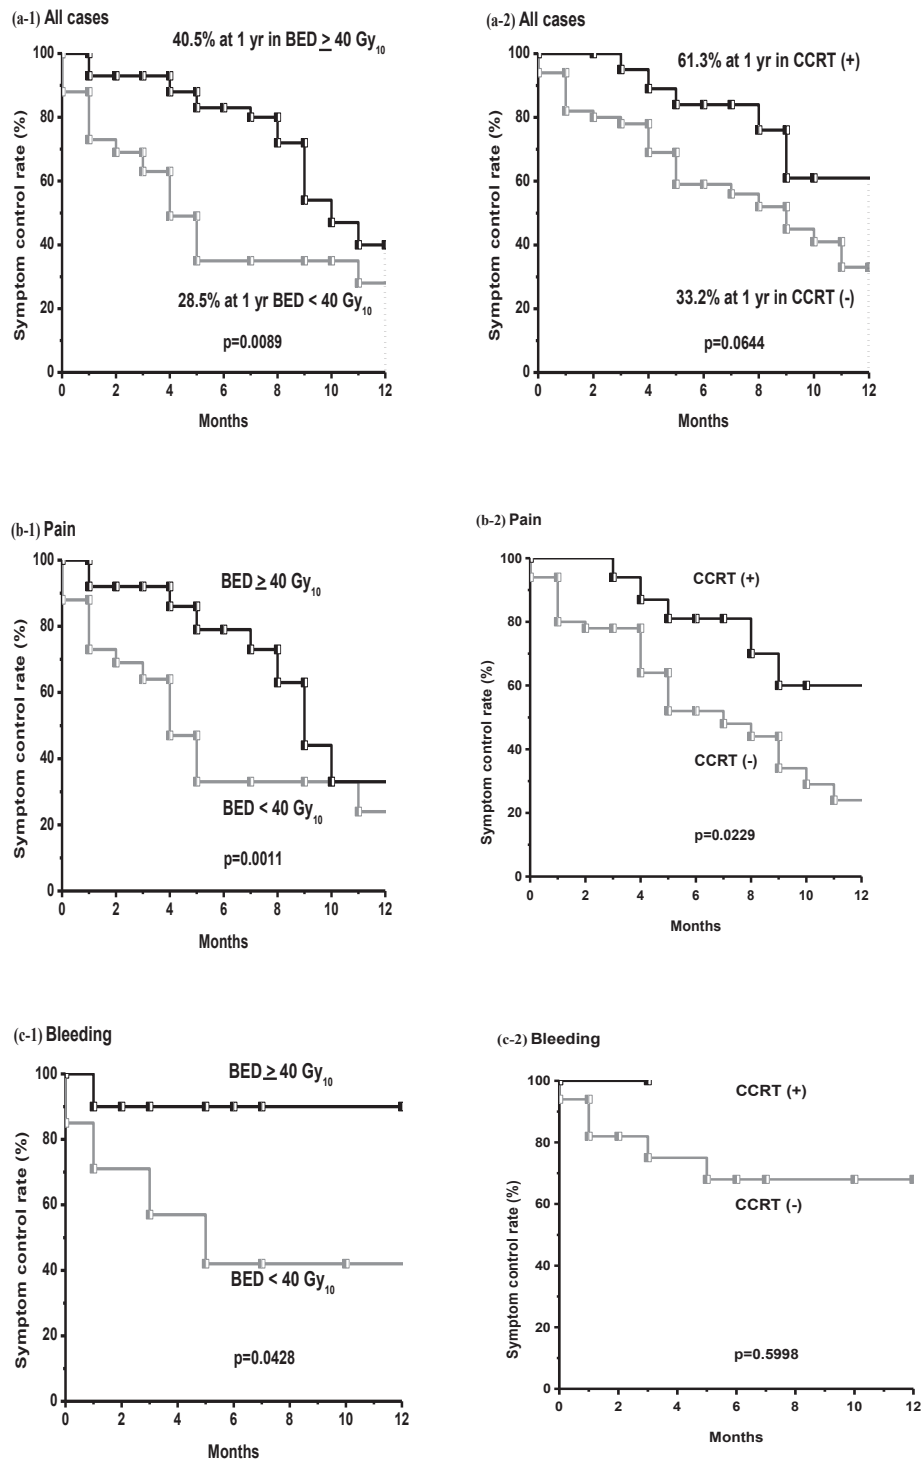 (a-1) All cases
40.5% at 1 yr in BED ≥ 40 Gy10
Symptom control rate (%)
100
80
60
40
20
0
28.5% at 1 yr BED < 40 Gy10
p=0.0089
0 2 4 6 8 10 12
Months
(a-2) All cases
61.3% at 1 yr in CCRT (+)
Symptom control rate (%)
100
80
60
40
20
0
33.2% at 1 yr in CCRT (-)
p=0.0644
0 2 4 6 8 10 12
Months
(b-1) Pain
BED ≥ 40 Gy10
Symptom control rate (%)
100
80
60
40
20
0
BED < 40 Gy10
p=0.0011
0 2 4 6 8 10 12
Months
(b-2) Pain
CCRT (+)
Symptom control rate (%)
100
80
60
40
20
0
CCRT (-)
p=0.0229
0 2 4 6 8 10 12
Months
(c-1) Bleeding
BED ≥ 40 Gy10
Symptom control rate (%)
100
80
60
40
20
0
BED < 40 Gy10
p=0.0428
0 2 4 6 8 10 12
Months
(c-2) Bleeding
CCRT (+)
Symptom control rate (%)
100
80
60
40
20
0
CCRT (-)
p=0.5998
0 2 4 6 8 10 12
Months